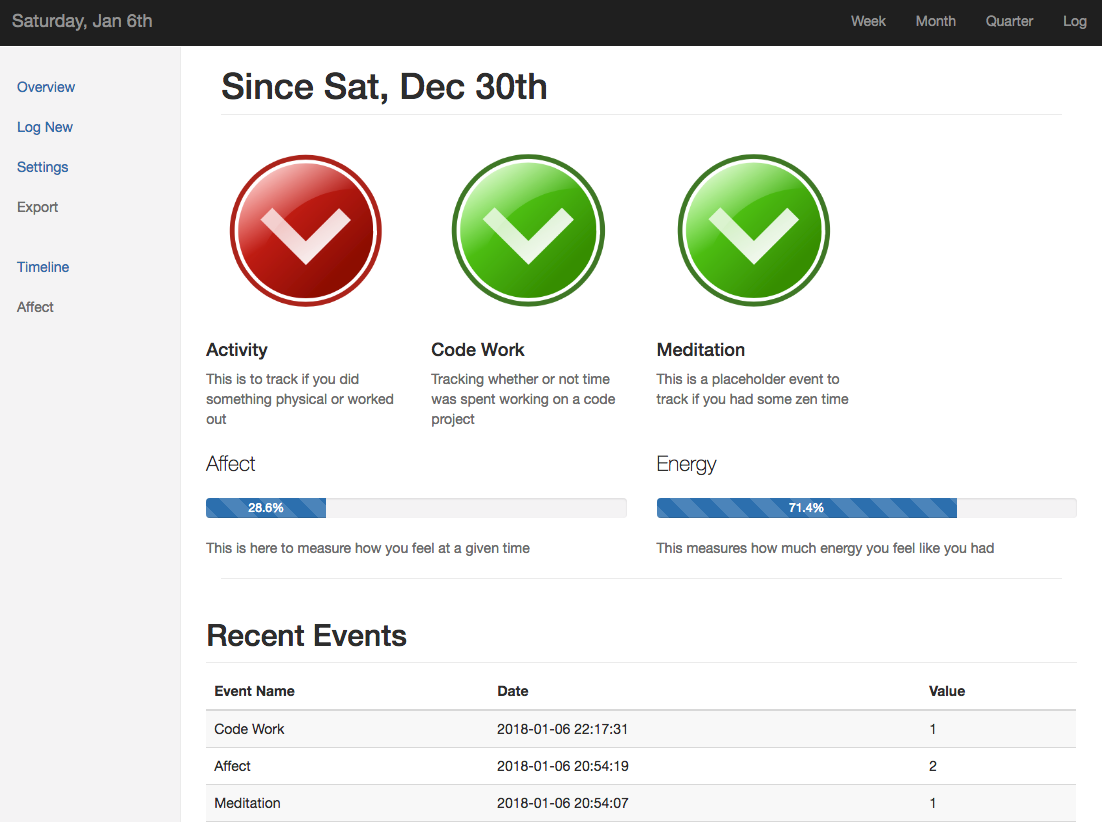 Saturday, Jan 6th Week Month Quarter Log
Overview
Log New
Settings
Export
Timeline
Affect
Since Sat, Dec 30th
Activity
This is to track if you did
something physical or worked
out
Code Work
Tracking whether or not time
was spent working on a code
project
Meditation
This is a placeholder event to
track if you had some zen time
Affect
28.6%
This is here to measure how you feel at a given time
Energy
71.4%
This measures how much energy you feel like you had
Recent Events
Event Name Date Value
Code Work 2018-01-06 22:17:31 1
Affect 2018-01-06 20:54:19 2
Meditation 2018-01-06 20:54:07 1